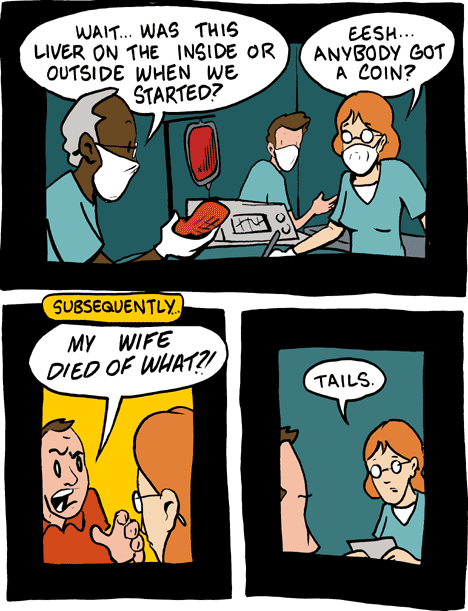 WAIT... WAS THIS
LIVER ON THE INSIDE OR
OUTSIDE WHEN WE
STARTED?
EESH...
ANYBODY GOT
A COIN?
SUBSEQUENTLY...
MY WIFE
DIED OF WHAT?!
TAILS.